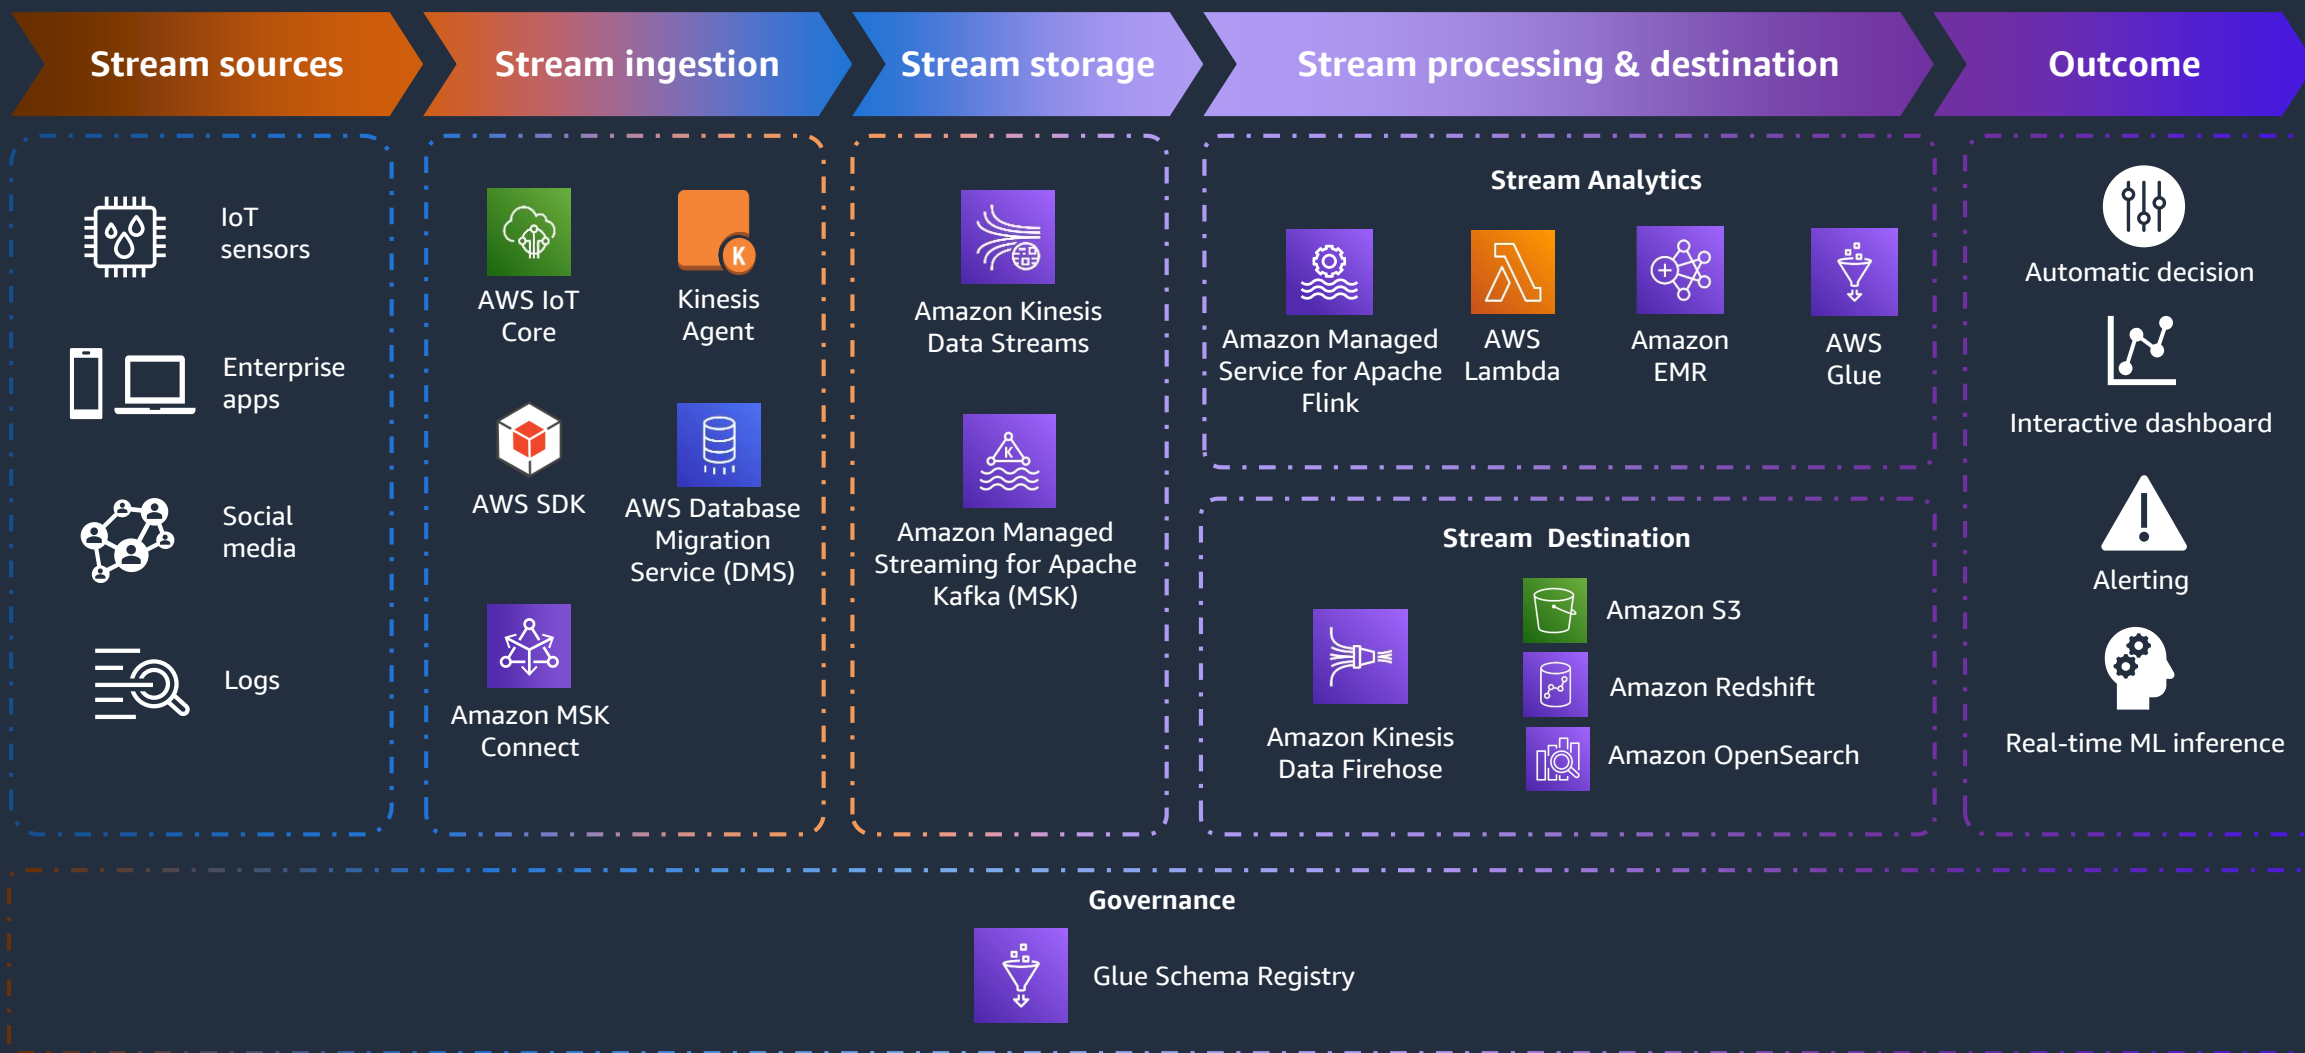 Stream sources
Stream ingestion
Stream storage
Stream processing & destination
Outcome
IoT
sensors
Enterprise
apps
Social
media
Logs
AWS IoT
Core
K
Kinesis
Agent
AWS SDK
AWS Database
Migration
Service (DMS)
Amazon MSK
Connect
Amazon Kinesis
Data Streams
K
Amazon Managed
Streaming for Apache
Kafka (MSK)
Stream Analytics
Amazon Managed
Service for Apache
Flink
AWS
Lambda
Amazon
EMR
AWS
Glue
Stream Destination
Amazon Kinesis
Data Firehose
Amazon S3
Amazon Redshift
Amazon OpenSearch
Automatic decision
Interactive dashboard
Alerting
Real-time ML inference
Governance
Glue Schema Registry